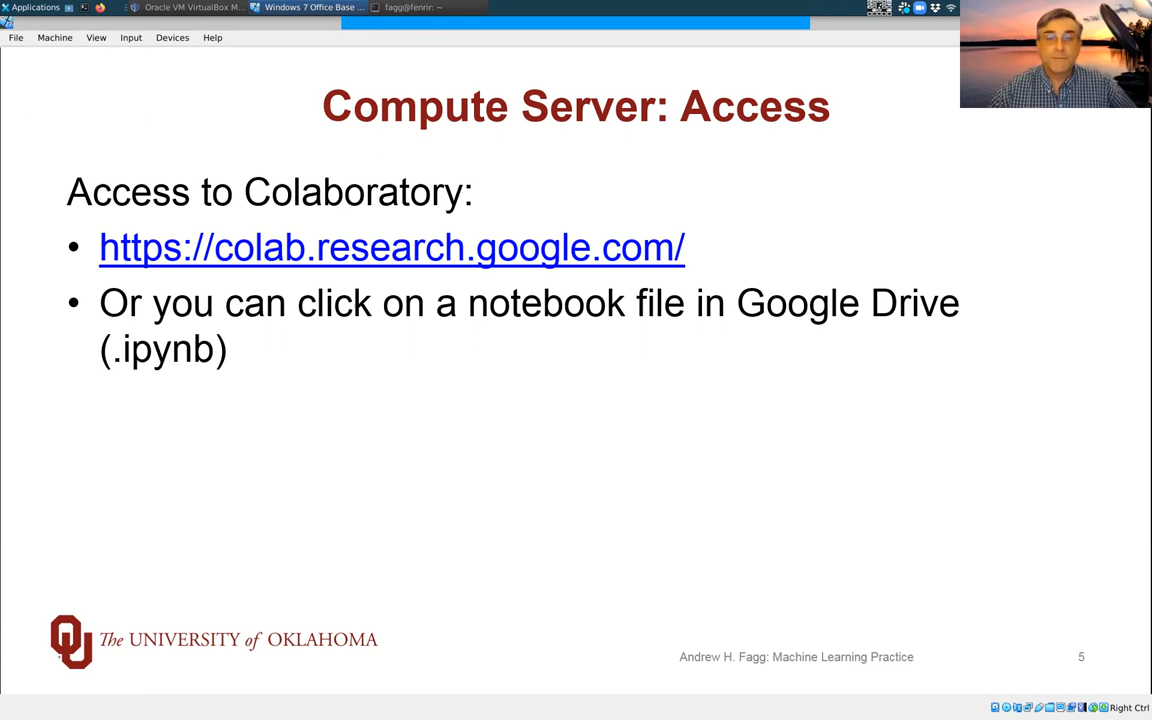 Applications
Oracle VM VirtualBox M...
Windows 7 Office Base ...
fagg@fenrir: ~
File Machine View Input Devices Help
Compute Server: Access
Access to Colaboratory:
• https://colab.research.google.com/
• Or you can click on a notebook file in Google Drive
(.ipynb)
The UNIVERSITY of OKLAHOMA
Andrew H. Fagg: Machine Learning Practice
5
Right Ctrl